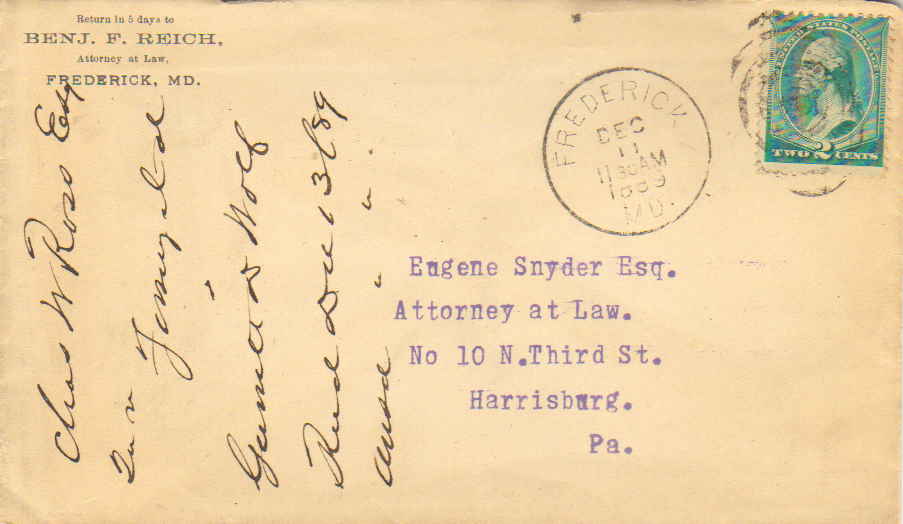 Return in 5 days to
BENJ. F. REICH,
Attorney at Law,
FREDERICK, MD.
FREDERICK.
DEC
11
11 30 AM
1889
MD.
UNITED STATES POSTAGE
TWO 2 CENTS
Eugene Snyder Esq.
Attorney at Law.
No 10 N.Third St.
Harrisburg.
Pa.
Chas W Ross Esq
&
Wolf
Recd Dec 13/89
Ansd " "